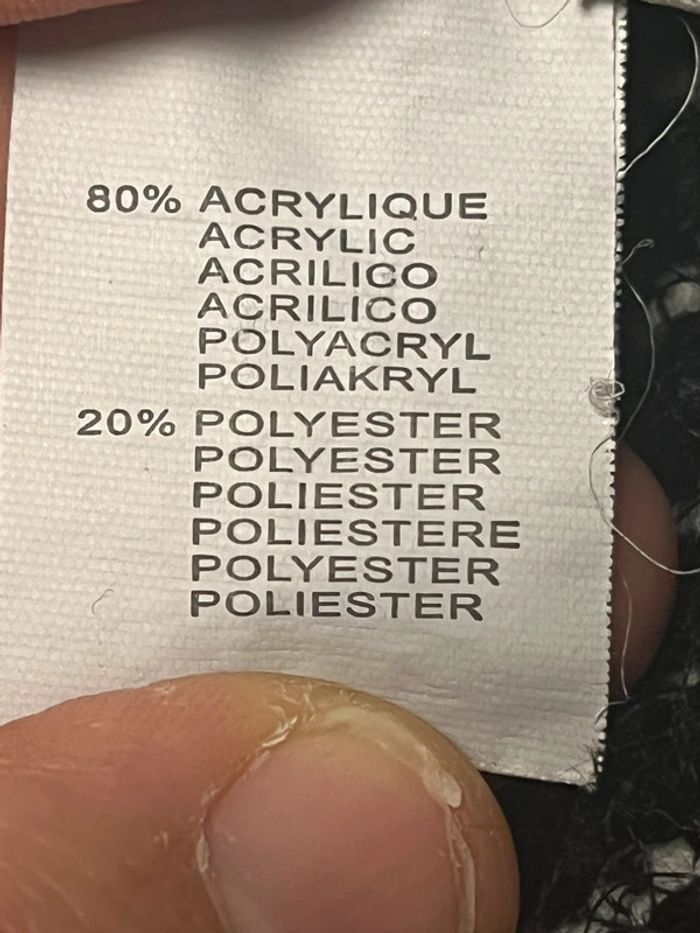 80% ACRYLIQUE
ACRYLIC
ACRILICO
ACRILICO
POLYACRYL
POLIAKRYL
20% POLYESTER
POLYESTER
POLIESTER
POLIESTERE
POLYESTER
POLIESTER